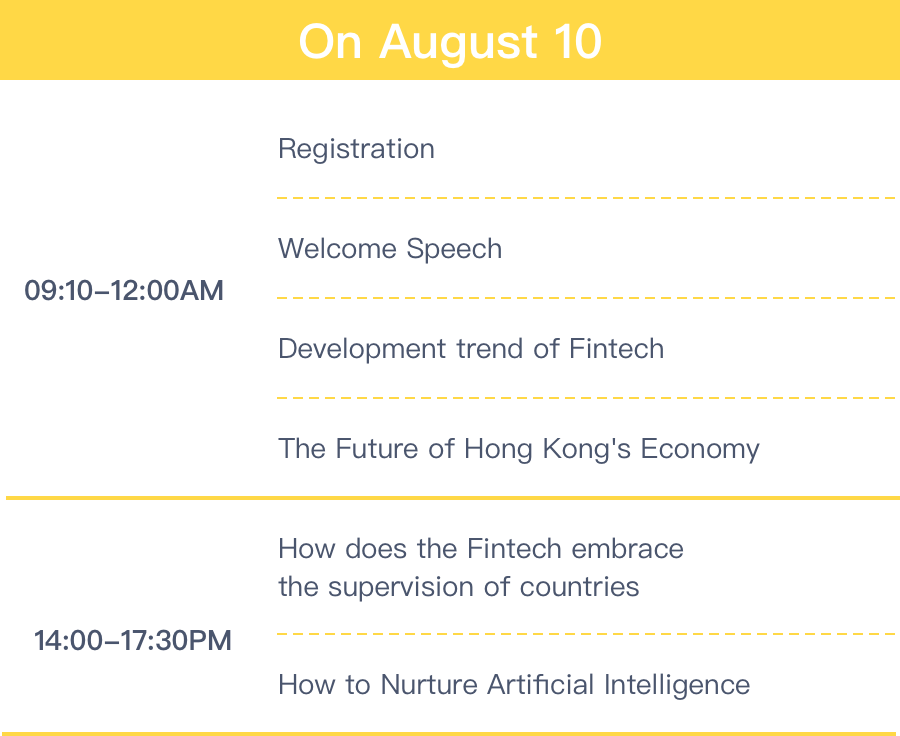 On August 10
09:10–12:00AM
Registration
Welcome Speech
Development trend of Fintech
The Future of Hong Kong's Economy
14:00–17:30PM
How does the Fintech embrace
the supervision of countries
How to Nurture Artificial Intelligence